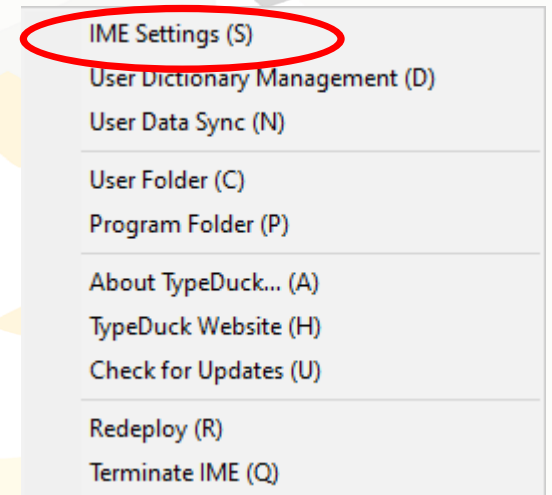 IME Settings (S)
User Dictionary Management (D)
User Data Sync (N)
User Folder (C)
Program Folder (P)
About TypeDuck... (A)
TypeDuck Website (H)
Check for Updates (U)
Redeploy (R)
Terminate IME (Q)